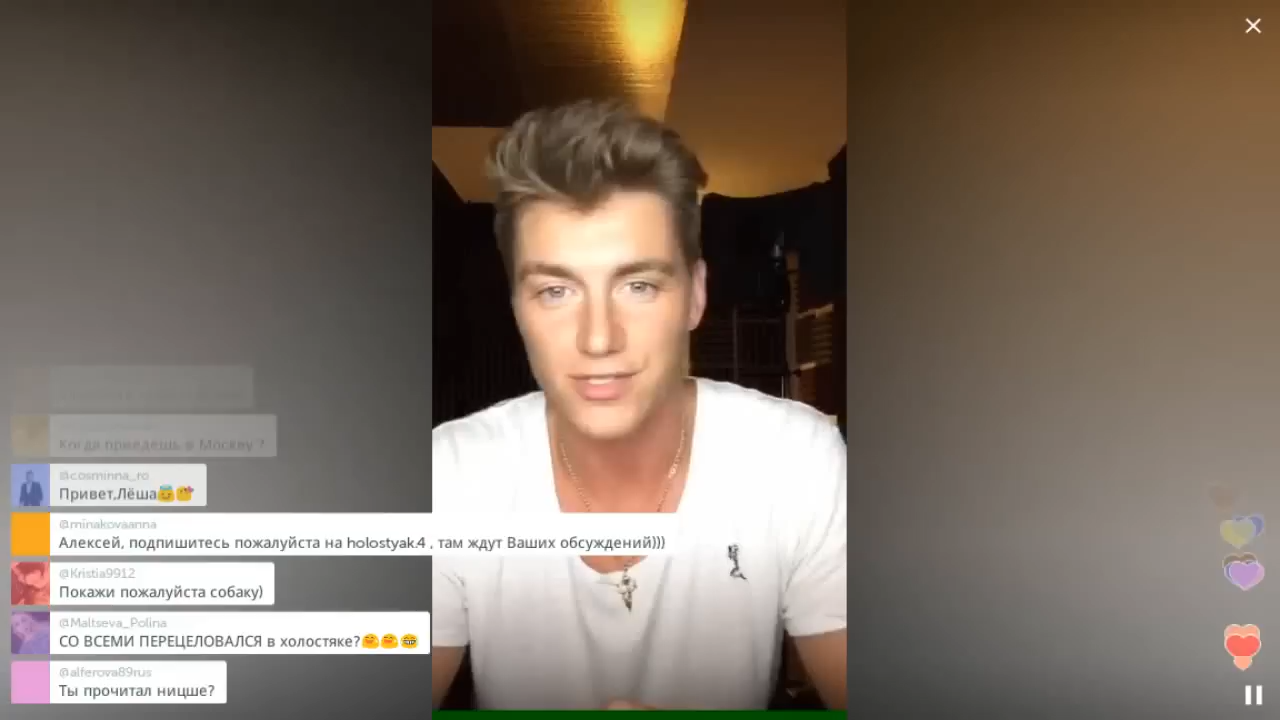 Когда приедешь в Москву ?
@cosminna_ro
Привет,Лёша😇😘
@minakovaanna
Алексей, подпишитесь пожалуйста на holostyak.4 , там ждут Ваших обсуждений)))
@Kristia9912
Покажи пожалуйста собаку)
@Maltseva_Polina
СО ВСЕМИ ПЕРЕЦЕЛОВАЛСЯ в холостяке?😊😊😂
@alferova89rus
Ты прочитал ницше?